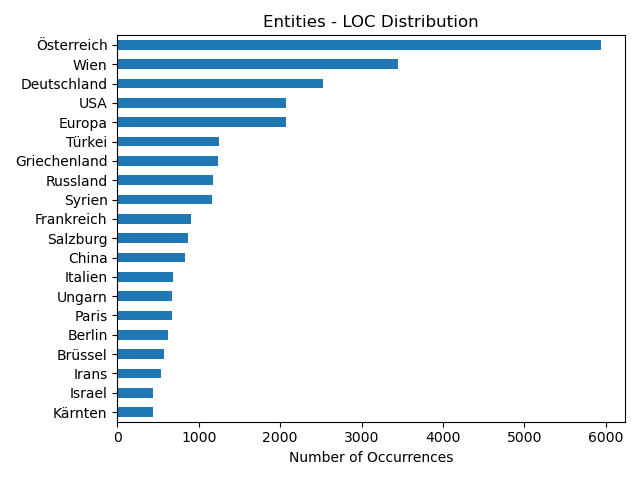 Entities - LOC Distribution
Österreich
Wien
Deutschland
USA
Europa
Türkei
Griechenland
Russland
Syrien
Frankreich
Salzburg
China
Italien
Ungarn
Paris
Berlin
Brüssel
Irans
Israel
Kärnten
0 1000 2000 3000 4000 5000 6000
Number of Occurrences